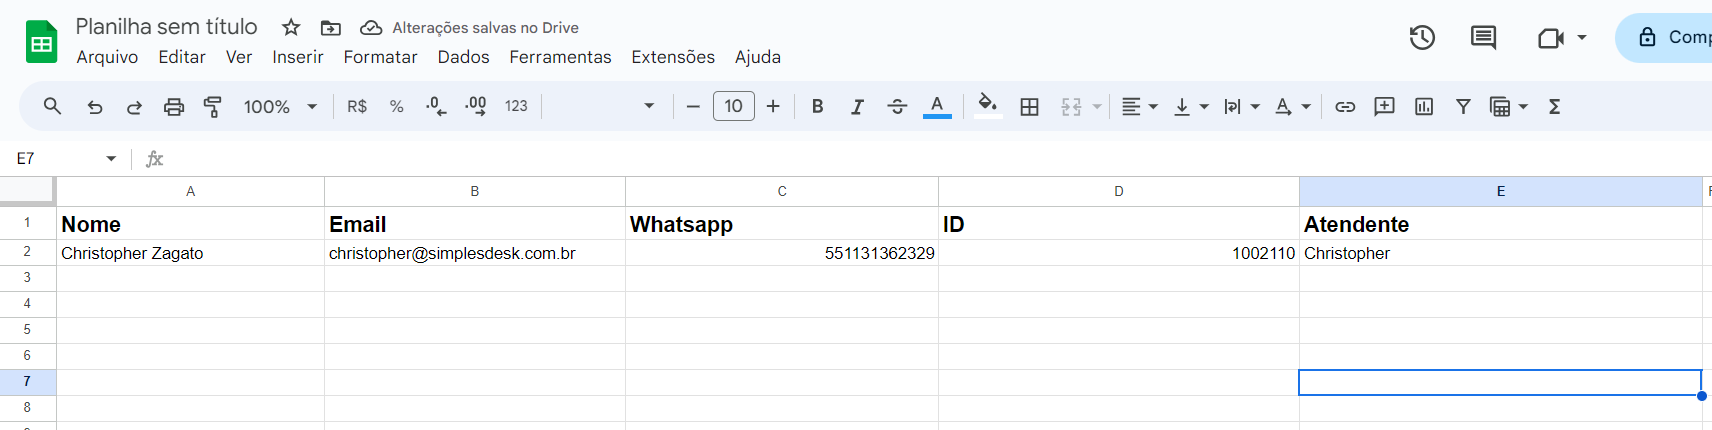 Planilha sem título
Alterações salvas no Drive
Arquivo Editar Ver Inserir Formatar Dados Ferramentas Extensões Ajuda
100% R$ % .0 .00 123 10 B I A
E7 fx
A B C D E
1 Nome Email Whatsapp ID Atendente
2 Christopher Zagato christopher@simplesdesk.com.br 551131362329 1002110 Christopher
3
4
5
6
7
8